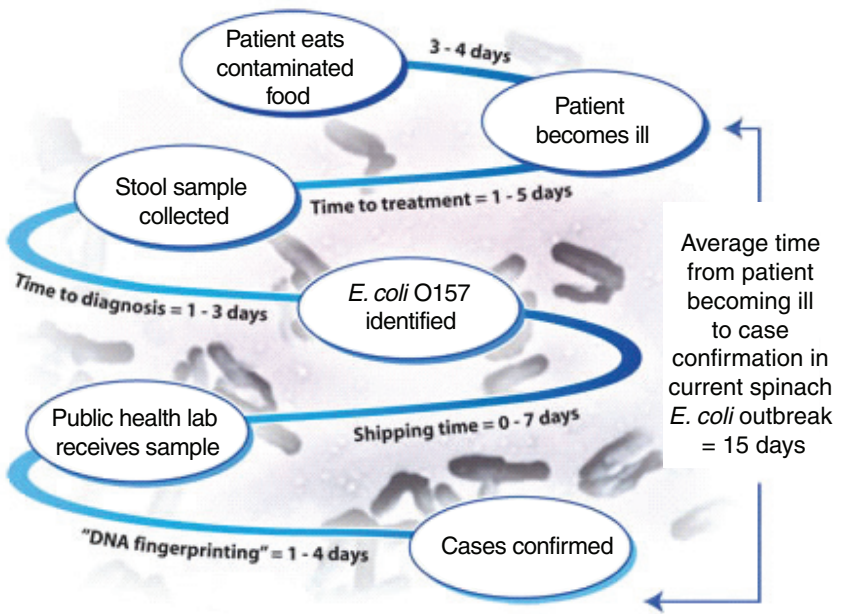 Patient eats
contaminated
food
3 - 4 days
Patient
becomes ill
Time to treatment = 1 - 5 days
Stool sample
collected
Time to diagnosis = 1 - 3 days
E. coli O157
identified
Shipping time = 0 - 7 days
Public health lab
receives sample
"DNA fingerprinting" = 1 - 4 days
Cases confirmed
Average time
from patient
becoming ill
to case
confirmation in
current spinach
E. coli outbreak
= 15 days